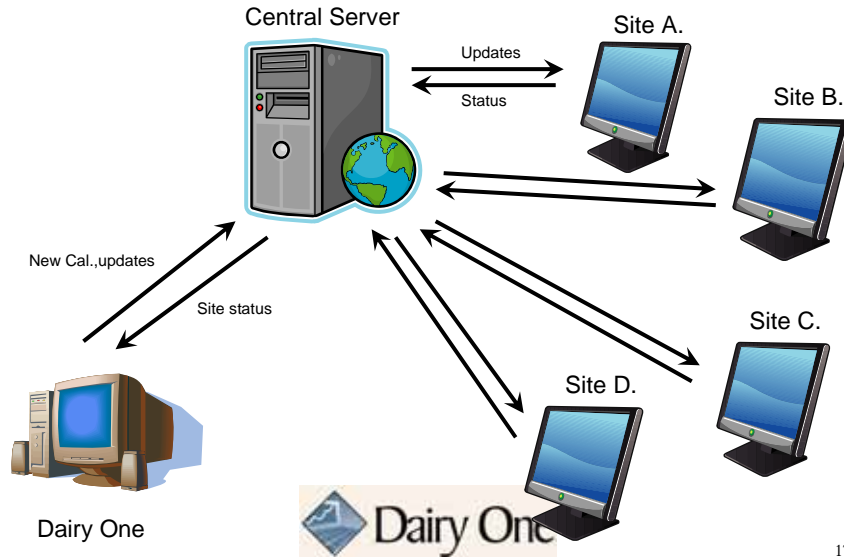 Central Server
Site A.
Updates
Status
Site B.
New Cal.,updates
Site status
Site C.
Site D.
Dairy One
Dairy One